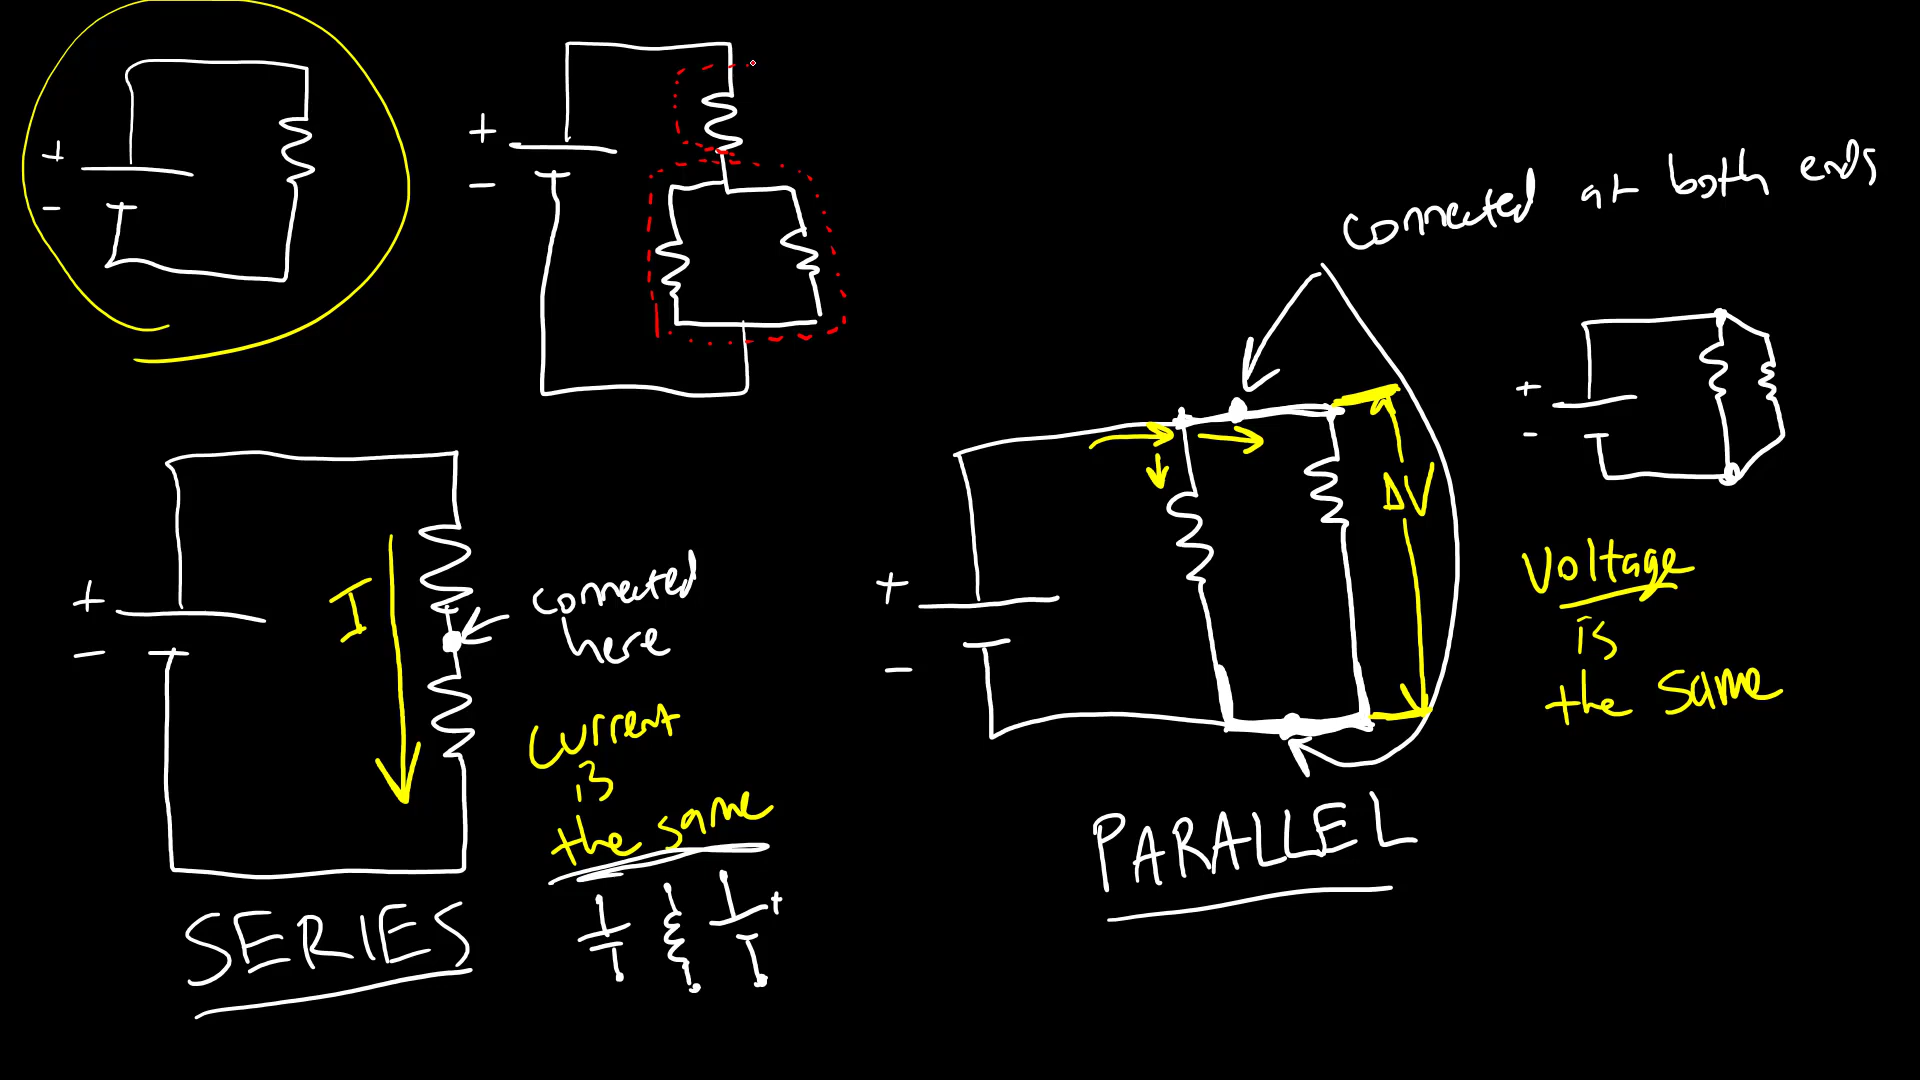 +
-
+
-
Connected at both ends
+
-
ΔV
Voltage
is
the same
+
-
I
Connected
here
Current
is
the same
+
SERIES
+
-
PARALLEL